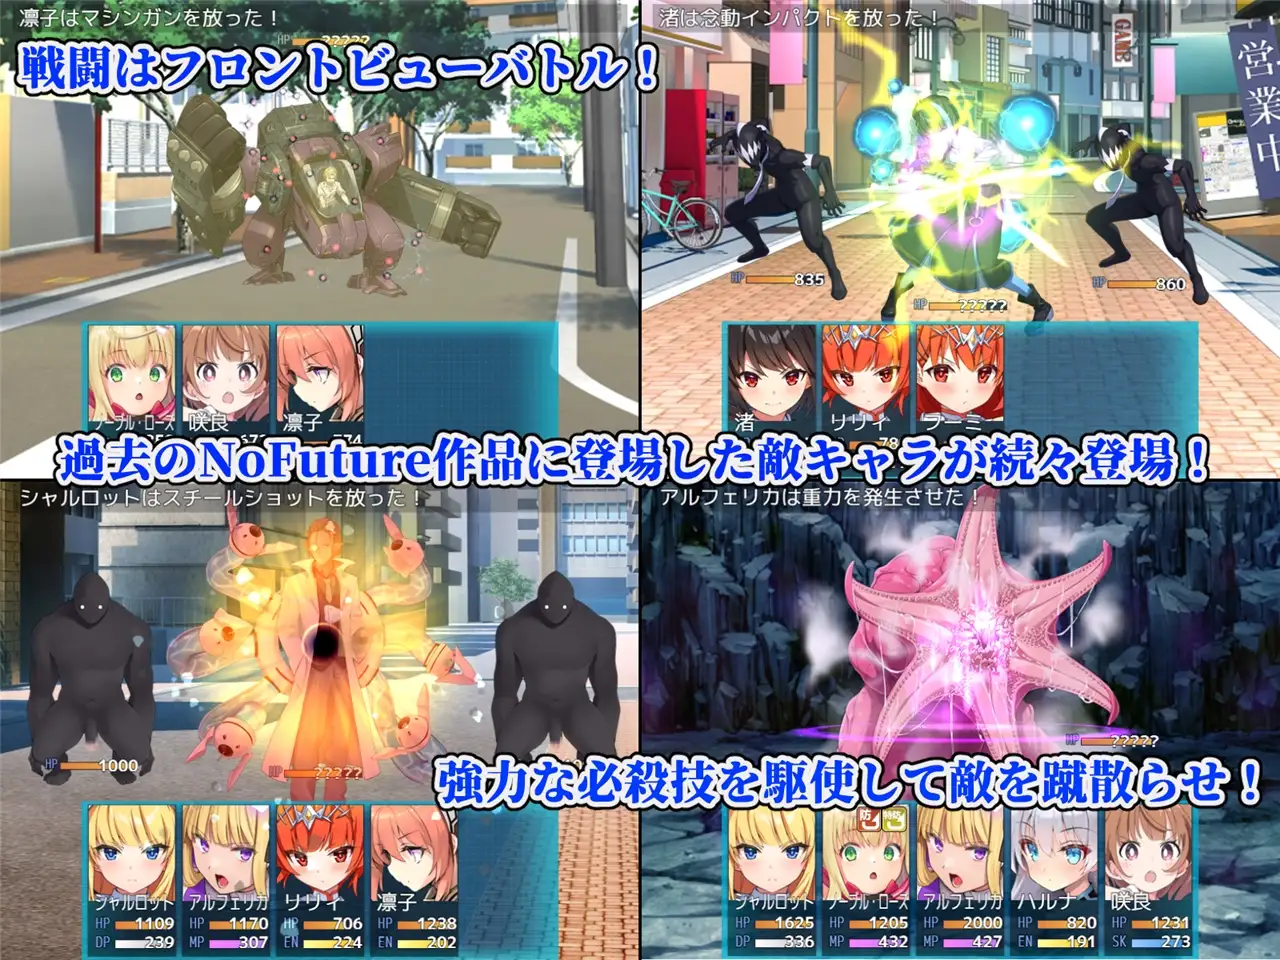 凛子はマシンガンを放った！
HP ?????
戦闘はフロントビューバトル！
渚は念動インパクトを放った！
GAME
営業中
HP 835
HP 860
HP ?????
咲良
凛子
渚
リリィ
過去のNoFuture作品に登場した敵キャラが続々登場！
シャルロットはスチールショットを放った！
アルフェリカは重力を発生させた！
HP 1000
HP ?????
HP ?????
強力な必殺技を駆使して敵を蹴散らせ！
防
特防
シャルロット アルフェリカ リリィ 凛子
HP 1109 HP 1170 HP 706 HP 1238
DP 239 MP 307 EN 224 EN 202
シャルロット ノーブル・ローズ アルフェリカ ハルナ 咲良
HP 1625 HP 1205 HP 2000 HP 820 HP 1231
DP 336 MP 432 MP 427 EN 191 SK 273